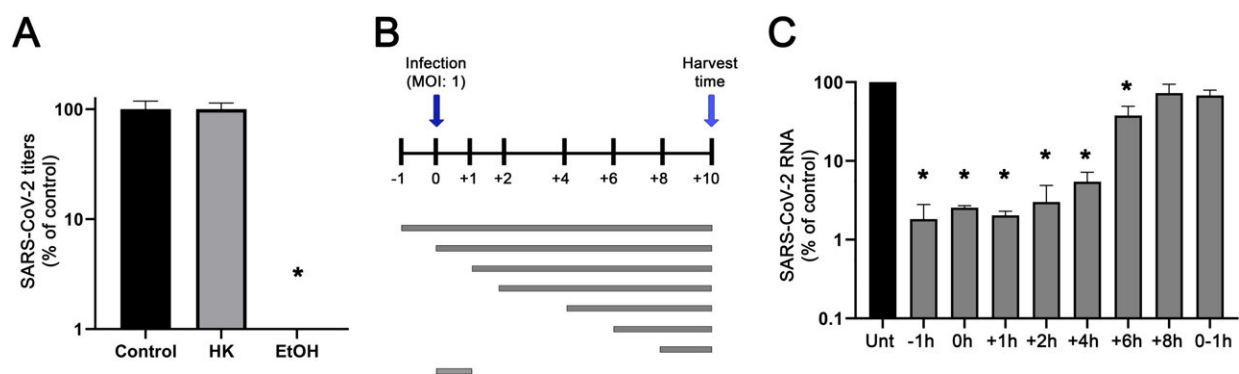 A
SARS-CoV-2 titers
(% of control)
100
10
1
*
Control HK EtOH
B
Infection
(MOI: 1)
Harvest
time
-1 0 +1 +2 +4 +6 +8 +10
C
SARS-CoV-2 RNA
(% of control)
100
10
1
0.1
* * * * * *
Unt -1h 0h +1h +2h +4h +6h +8h 0-1h